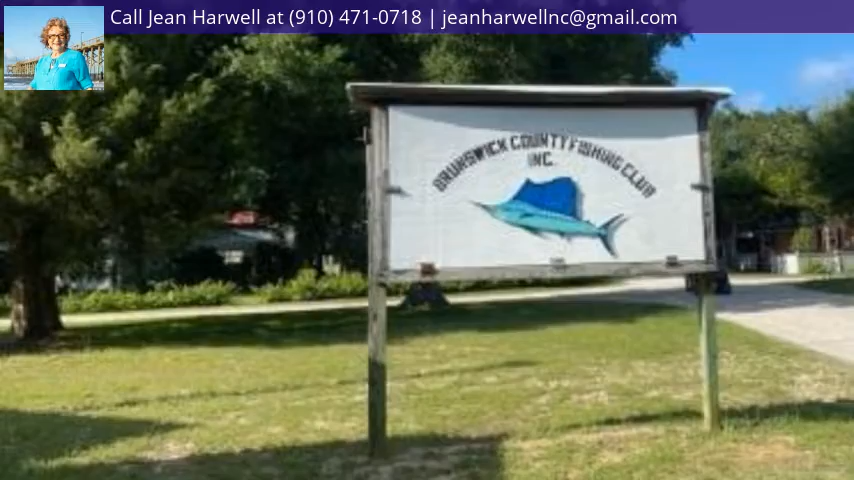 Call Jean Harwell at (910) 471-0718 | jeanharwellnc@gmail.com
BRUNSWICK COUNTY FISHING CLUB
INC.